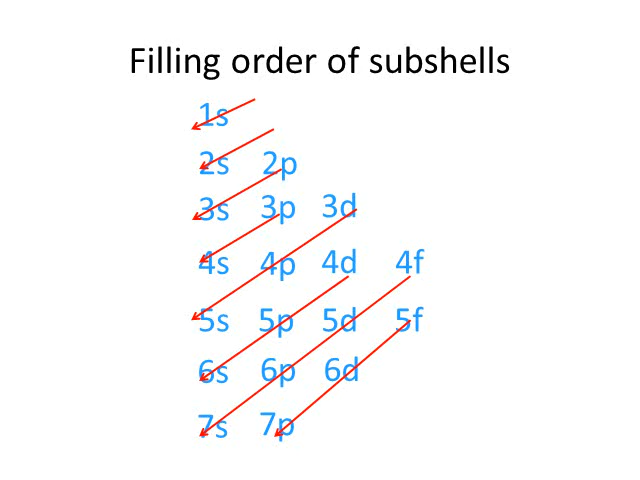 Filling order of subshells
1s
2s 2p
3s 3p 3d
4s 4p 4d 4f
5s 5p 5d 5f
6s 6p 6d
7s 7p